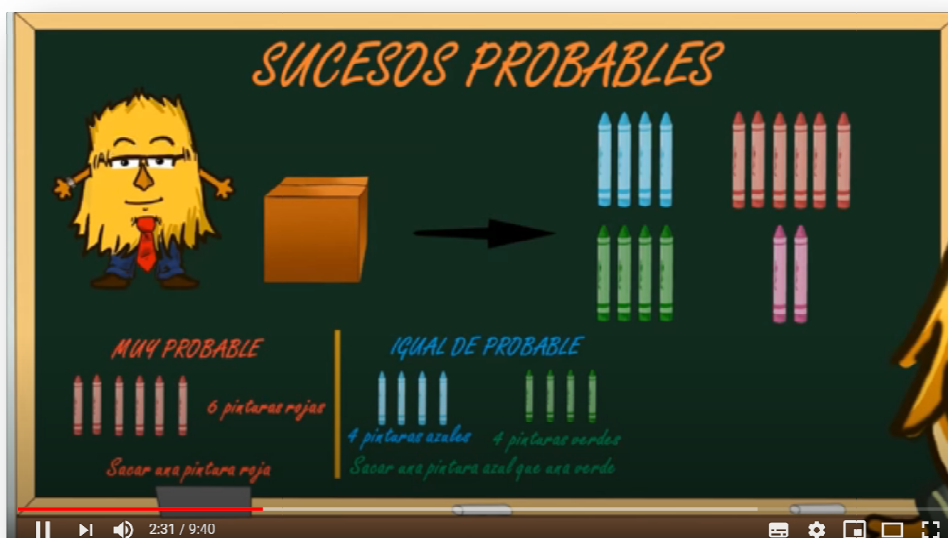 SUCESOS PROBABLES
MUY PROBABLE
6 pinturas rojas
Sacar una pintura roja
IGUAL DE PROBABLE
4 pinturas azules
4 pinturas verdes
Sacar una pintura azul que una verde
2:31 / 9:40